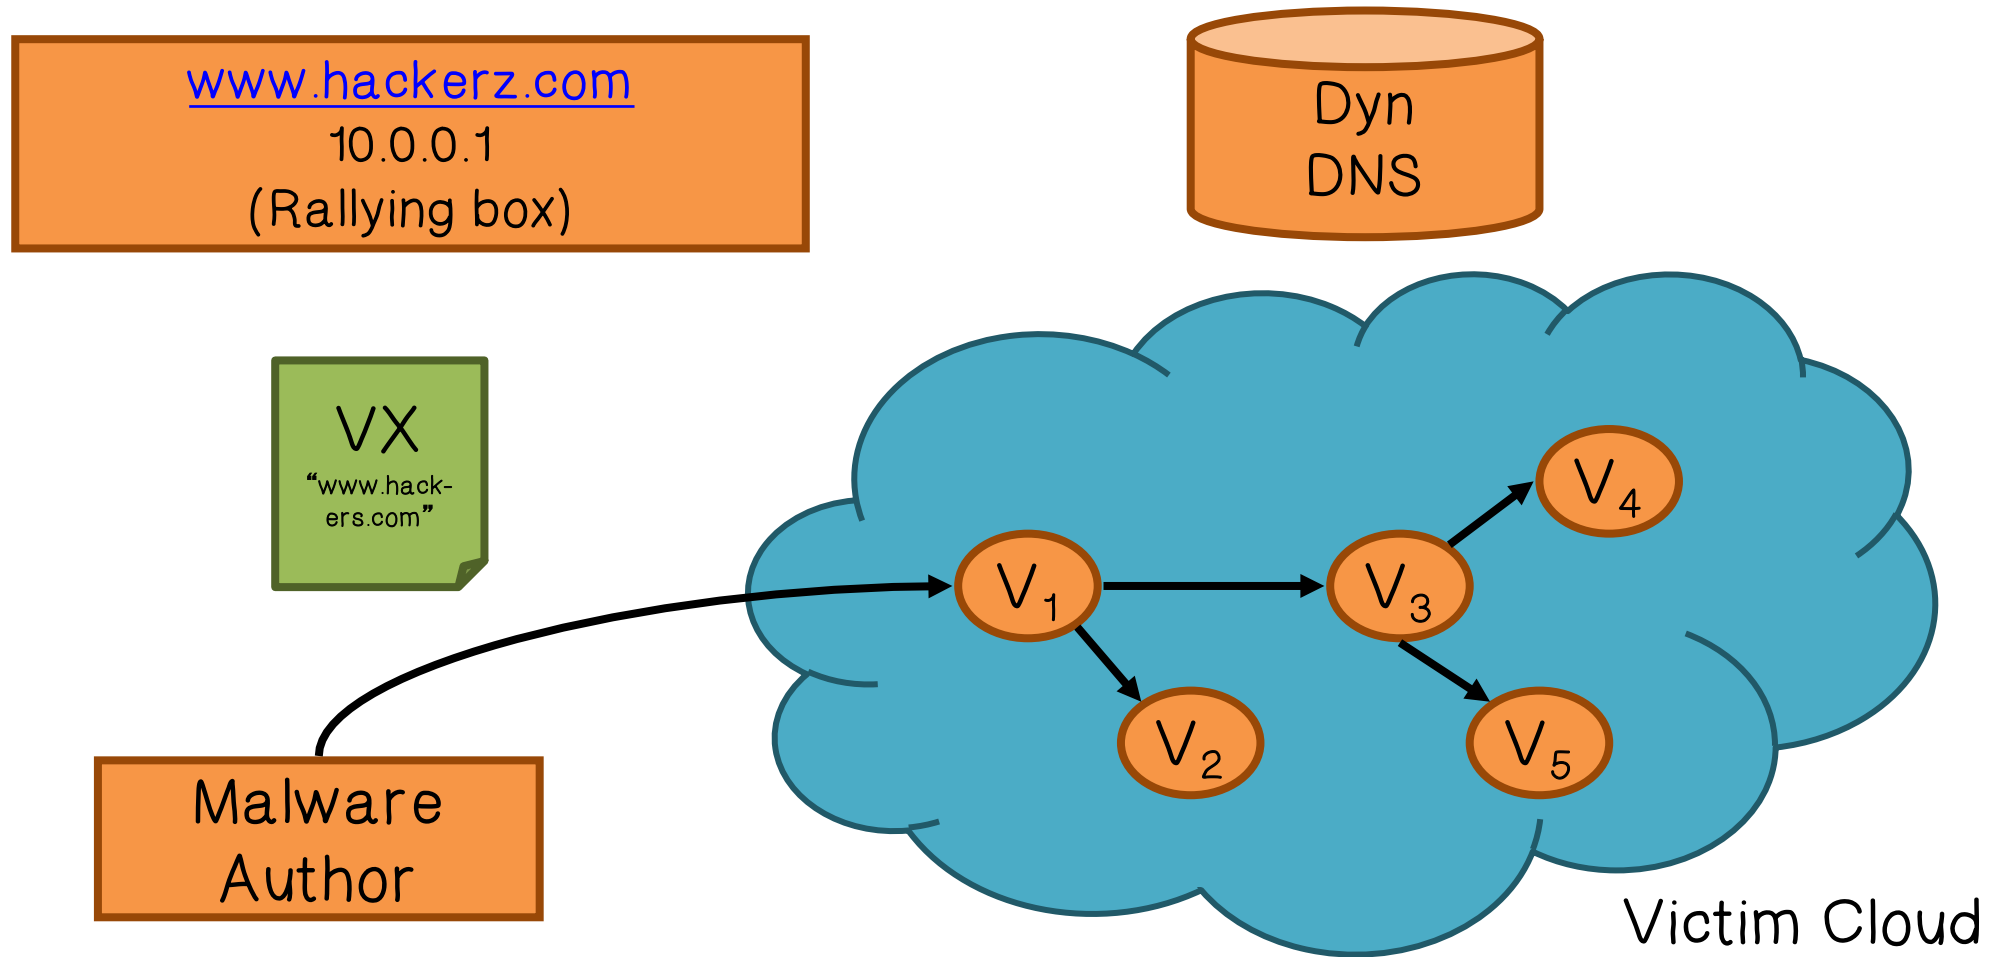 www.hackerz.com
10.0.0.1
(Rallying box)
Dyn
DNS
VX
“www.hack-
ers.com”
V4
V1
V3
V2
V5
Malware
Author
Victim Cloud